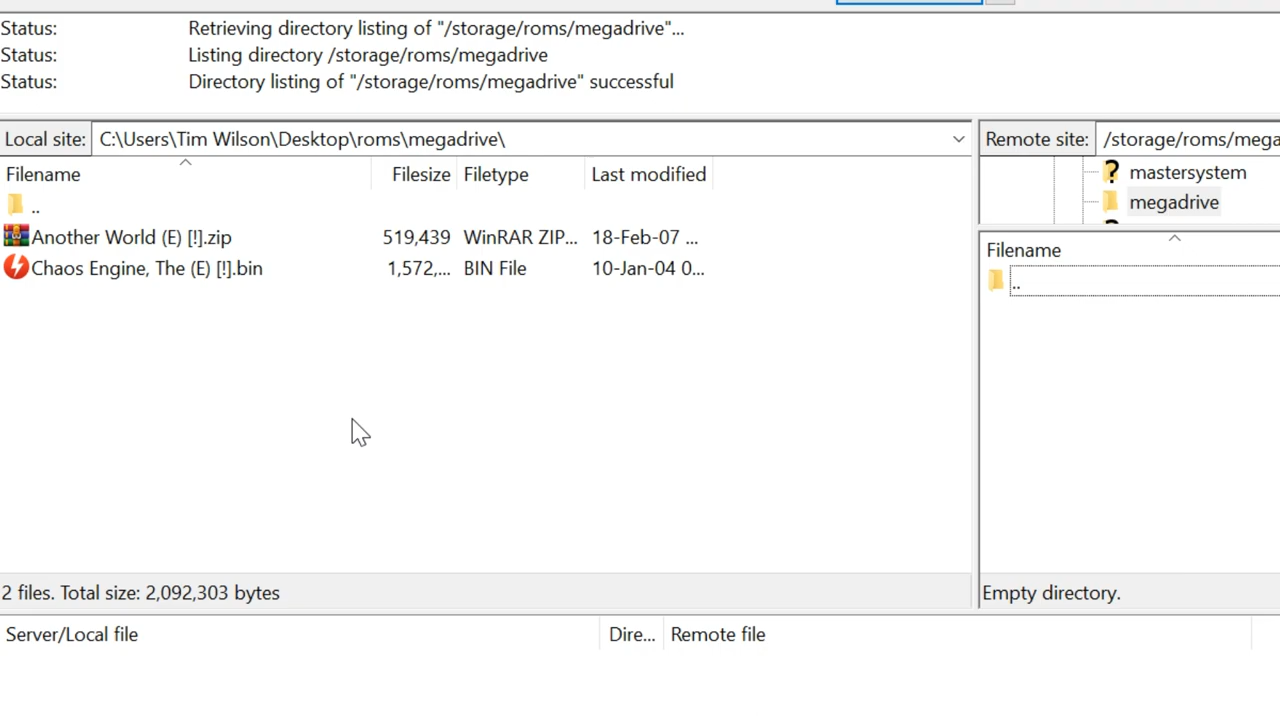 Status: Retrieving directory listing of "/storage/roms/megadrive"...
Status: Listing directory /storage/roms/megadrive
Status: Directory listing of "/storage/roms/megadrive" successful
Local site: C:\Users\Tim Wilson\Desktop\roms\megadrive\
Filename Filesize Filetype Last modified
..
Another World (E) [!].zip 519,439 WinRAR ZIP... 18-Feb-07 ...
Chaos Engine, The (E) [!].bin 1,572,... BIN File 10-Jan-04 0...
2 files. Total size: 2,092,303 bytes
Remote site: /storage/roms/mega
mastersystem
megadrive
Filename
..
Empty directory.
Server/Local file Dire... Remote file